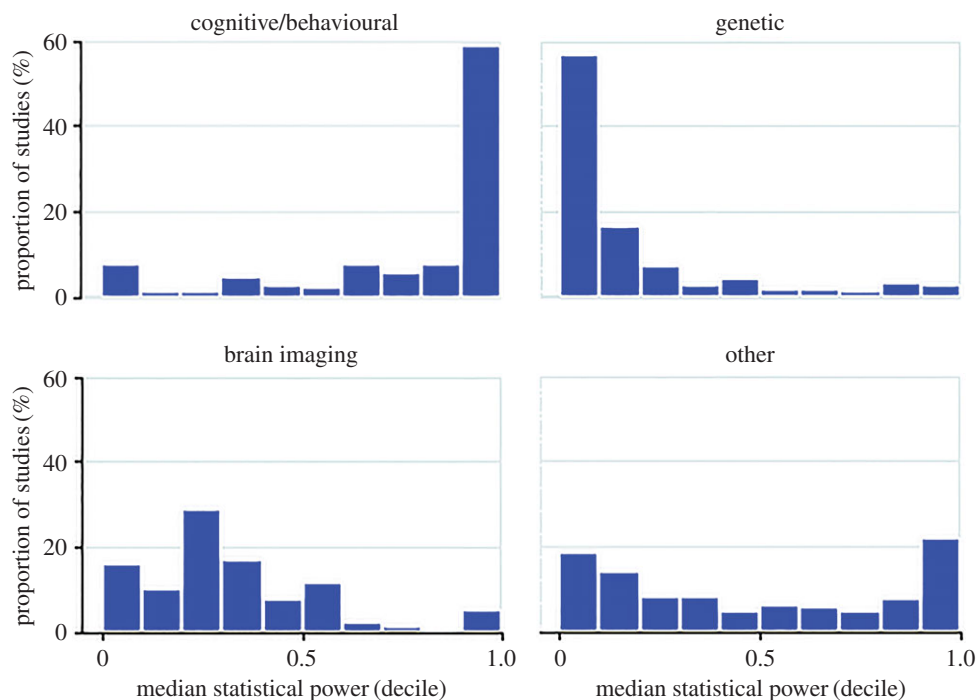 cognitive/behavioural
genetic
proportion of studies (%)
60
40
20
0
brain imaging
other
proportion of studies (%)
60
40
20
0
0
0.5
1.0
0
0.5
1.0
median statistical power (decile)
median statistical power (decile)